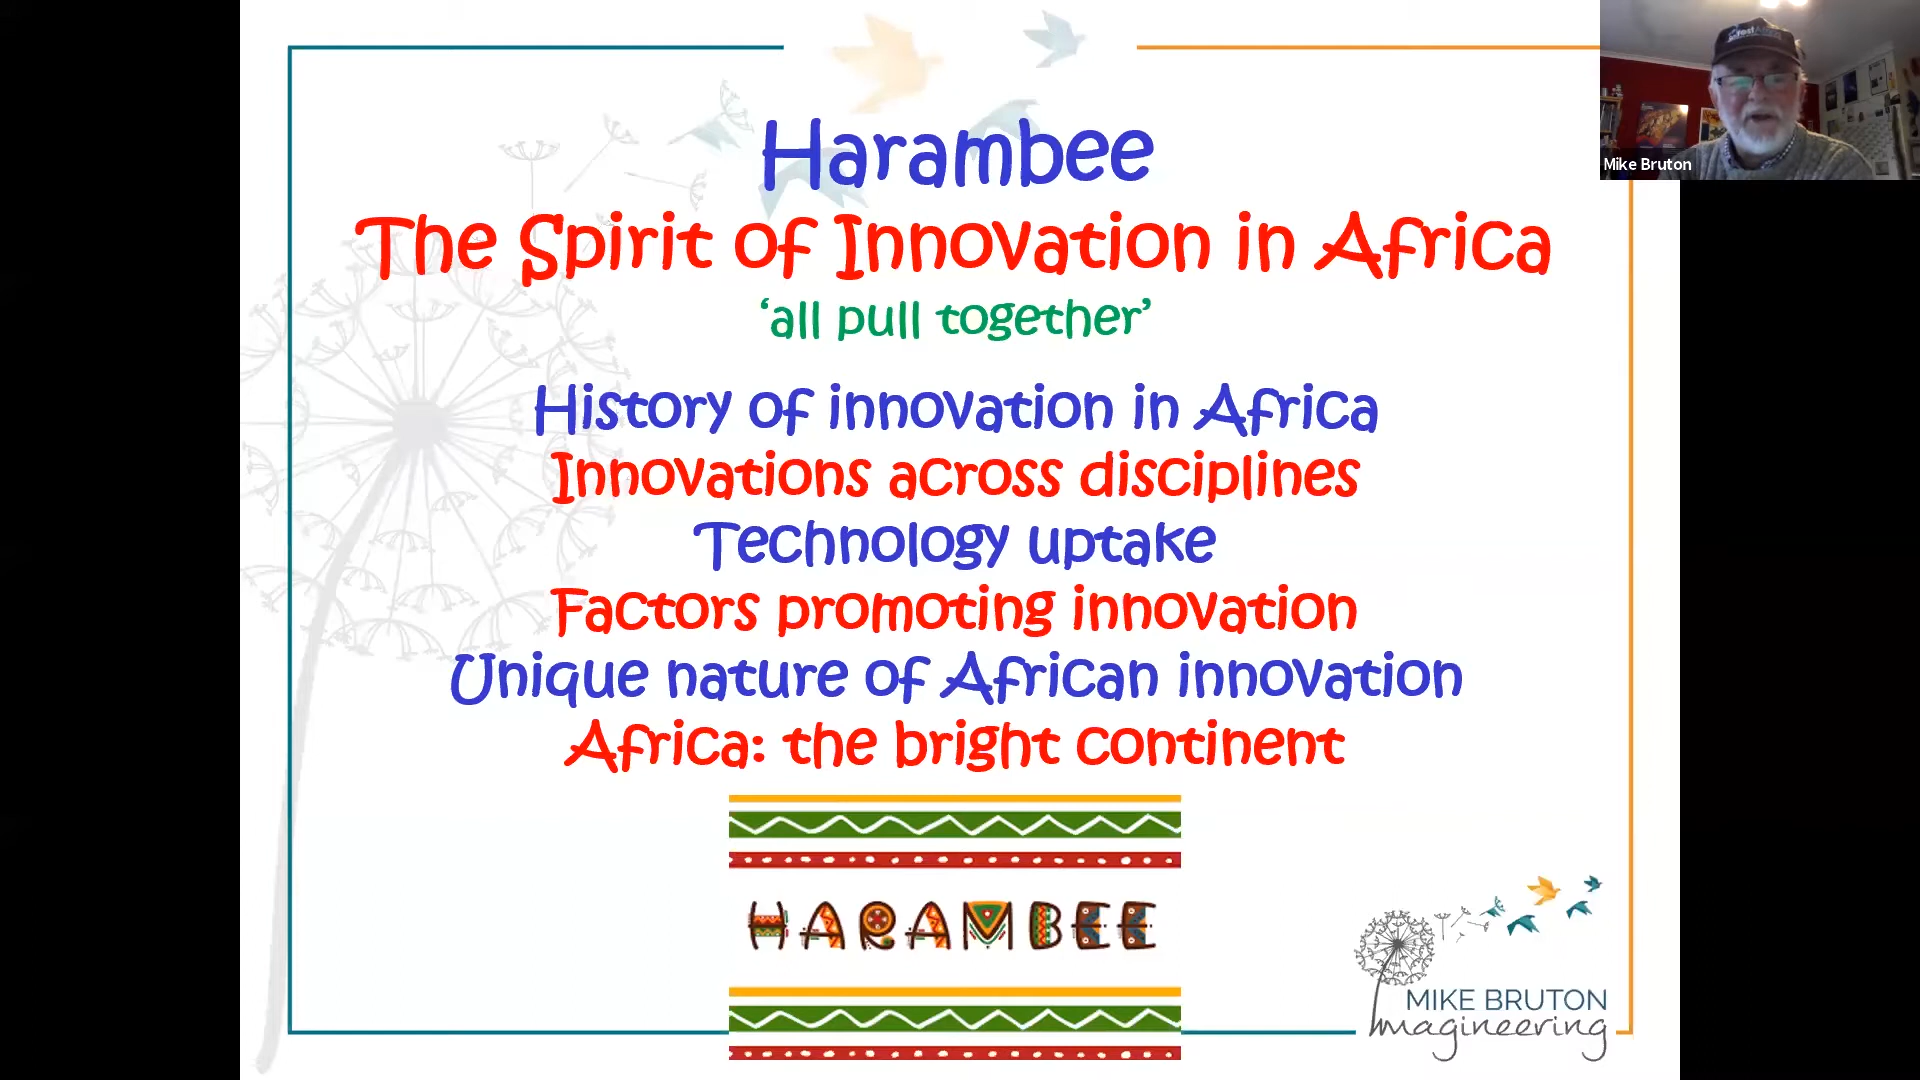 Harambee
The Spirit of Innovation in Africa
‘all pull together’
History of innovation in Africa
Innovations across disciplines
Technology uptake
Factors promoting innovation
Unique nature of African innovation
Africa: the bright continent
HARAMBEE
MIKE BRUTON
Imagineering
Mike Bruton